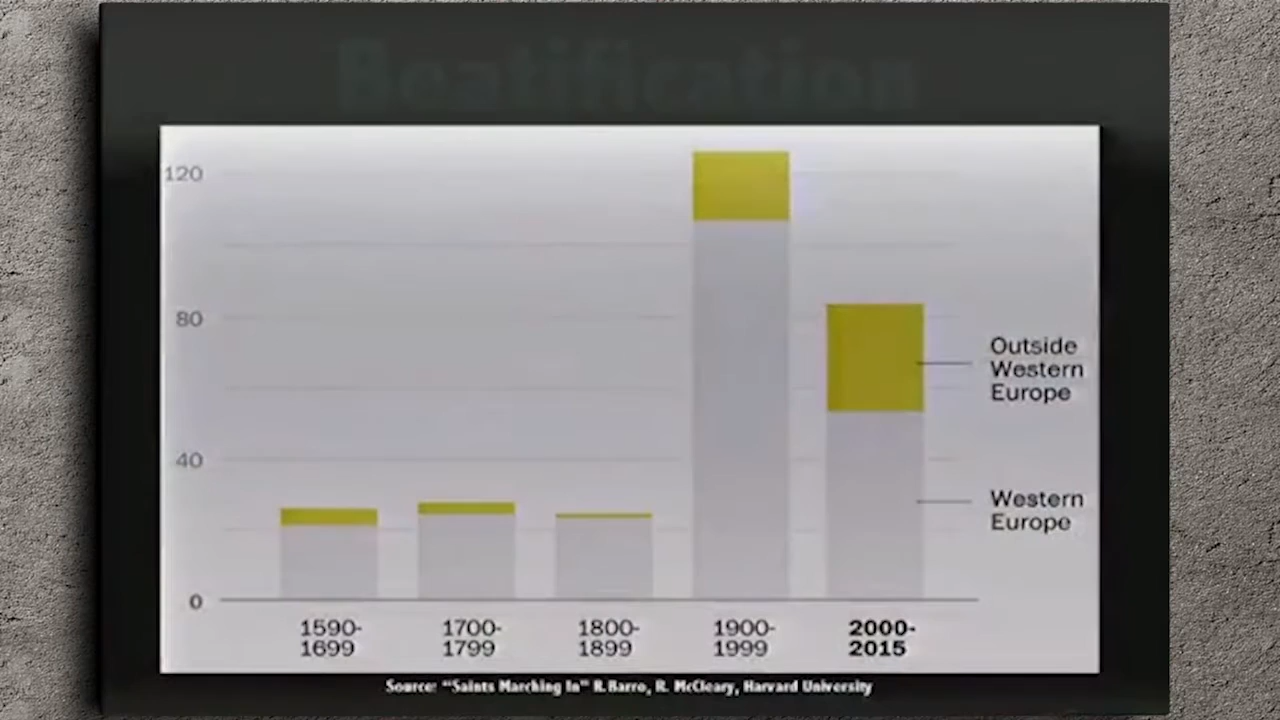 Beatification
120
80
40
0
Outside
Western
Europe
Western
Europe
1590-
1699
1700-
1799
1800-
1899
1900-
1999
2000-
2015
Source: "Saints Marching In" R.Barro, R. McCleary, Harvard University